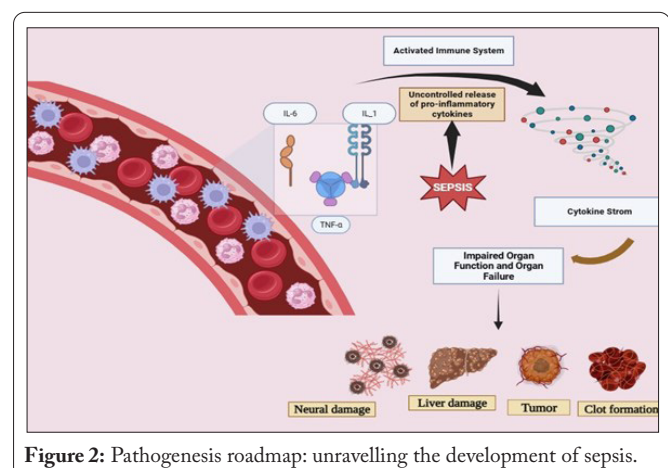 Activated Immune System
IL-6
IL_1
Uncontrolled release
of pro-inflammatory
cytokines
SEPSIS
TNF-α
Cytokine Strom
Impaired Organ
Function and Organ
Failure
Neural damage
Liver damage
Tumor
Clot formation
Figure 2: Pathogenesis roadmap: unravelling the development of sepsis.